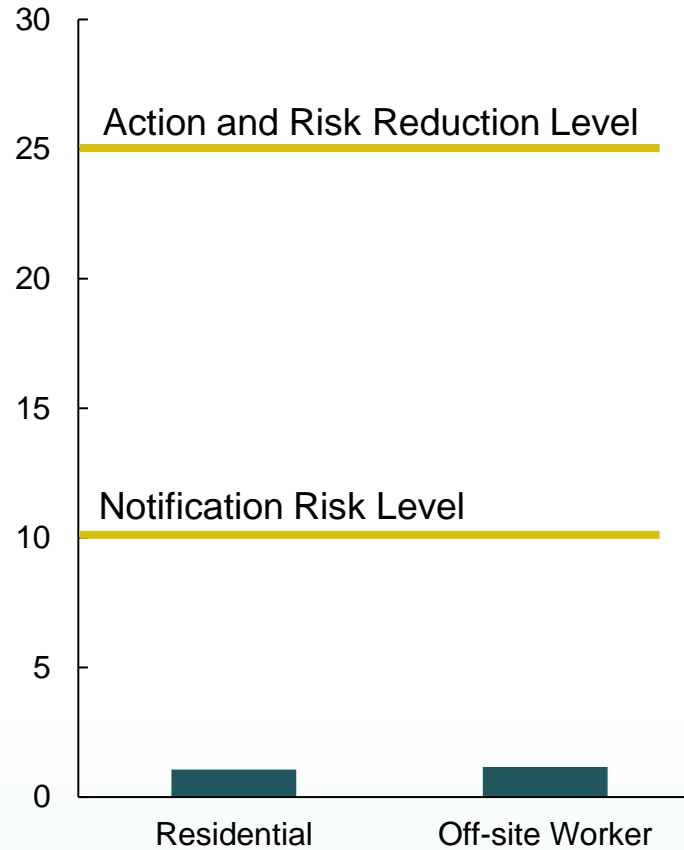 30
Action and Risk Reduction Level
25
20
15
Notification Risk Level
10
5
0
Residential
Off-site Worker